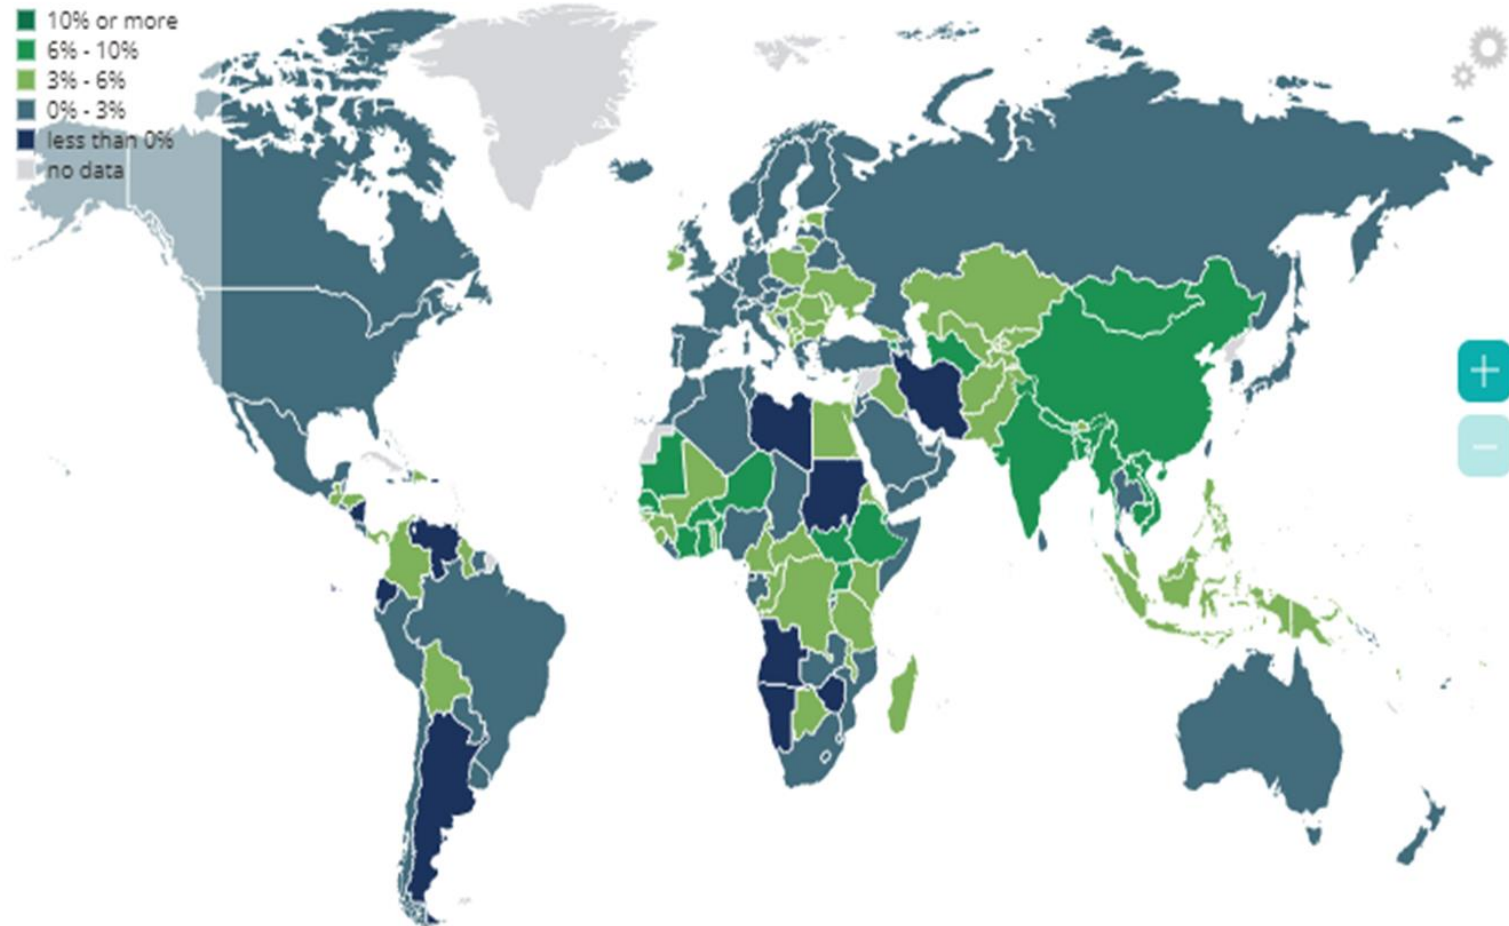 10% or more
6% - 10%
3% - 6%
0% - 3%
less than 0%
no data